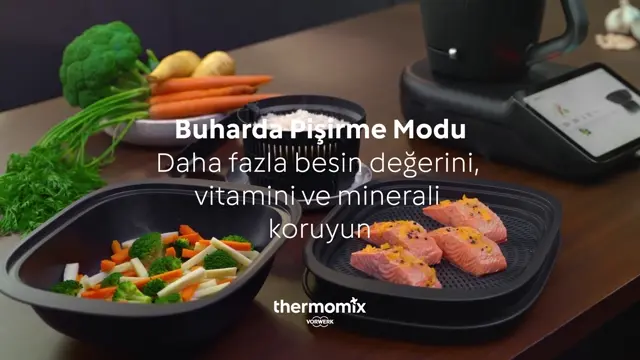 Buharda Pişirme Modu
Daha fazla besin değerini,
vitamini ve minerali
koruyun
thermomix
VORWERK